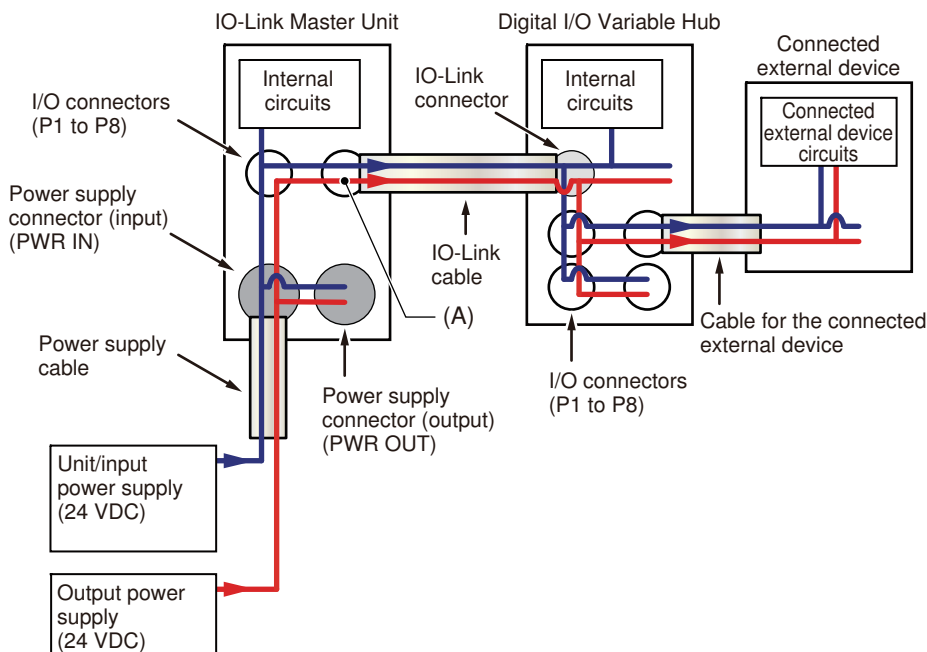 IO-Link Master Unit
Digital I/O Variable Hub
Connected
external device
Internal
circuits
IO-Link
connector
Internal
circuits
Connected
external device
circuits
I/O connectors
(P1 to P8)
Power supply
connector (input)
(PWR IN)
IO-Link
cable
(A)
Cable for the connected
external device
Power supply
cable
Power supply
connector (output)
(PWR OUT)
I/O connectors
(P1 to P8)
Unit/input
power supply
(24 VDC)
Output power
supply
(24 VDC)